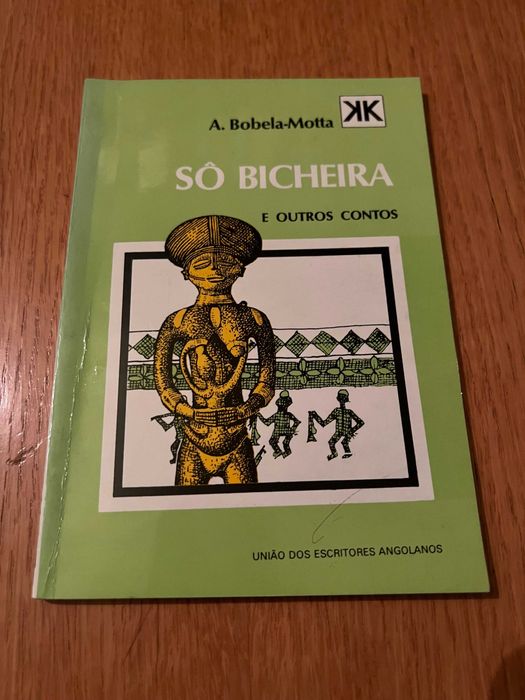 A. Bobela-Motta
SÔ BICHEIRA
E OUTROS CONTOS
UNIÃO DOS ESCRITORES ANGOLANOS